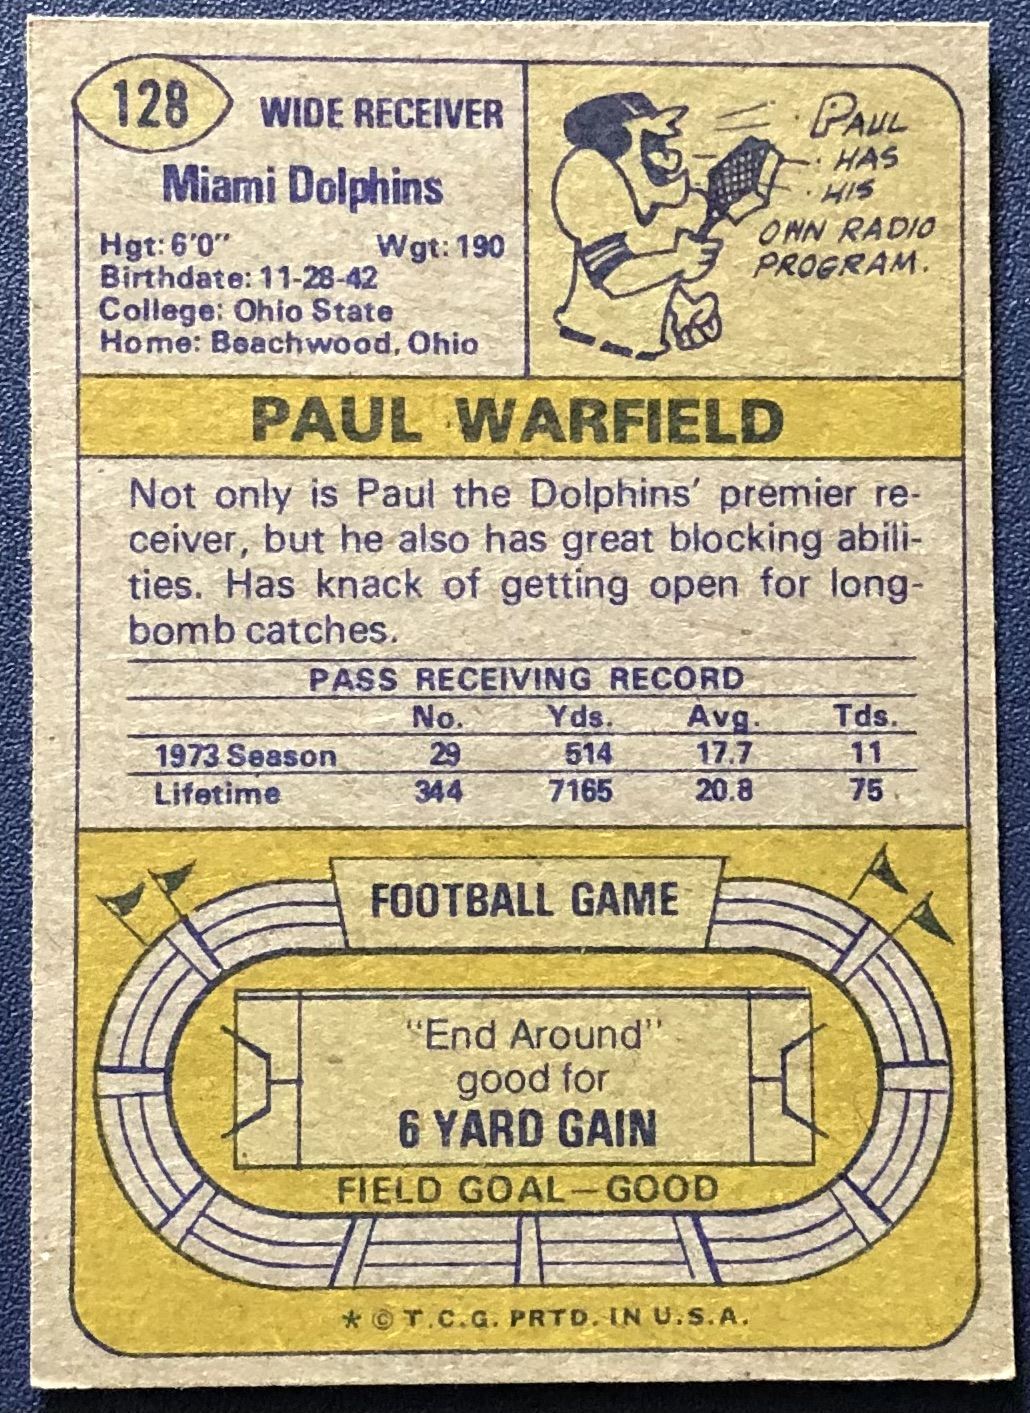 128
WIDE RECEIVER
Miami Dolphins
Hgt: 6'0" Wgt: 190
Birthdate: 11-28-42
College: Ohio State
Home: Beachwood, Ohio
PAUL
HAS
HIS
OWN RADIO
PROGRAM.
PAUL WARFIELD
Not only is Paul the Dolphins' premier re-
ceiver, but he also has great blocking abili-
ties. Has knack of getting open for long-
bomb catches.
PASS RECEIVING RECORD
No. Yds. Avg. Tds.
1973 Season 29 514 17.7 11
Lifetime 344 7165 20.8 75
FOOTBALL GAME
"End Around"
good for
6 YARD GAIN
FIELD GOAL—GOOD
* © T.C.G. PRTD. IN U.S.A.